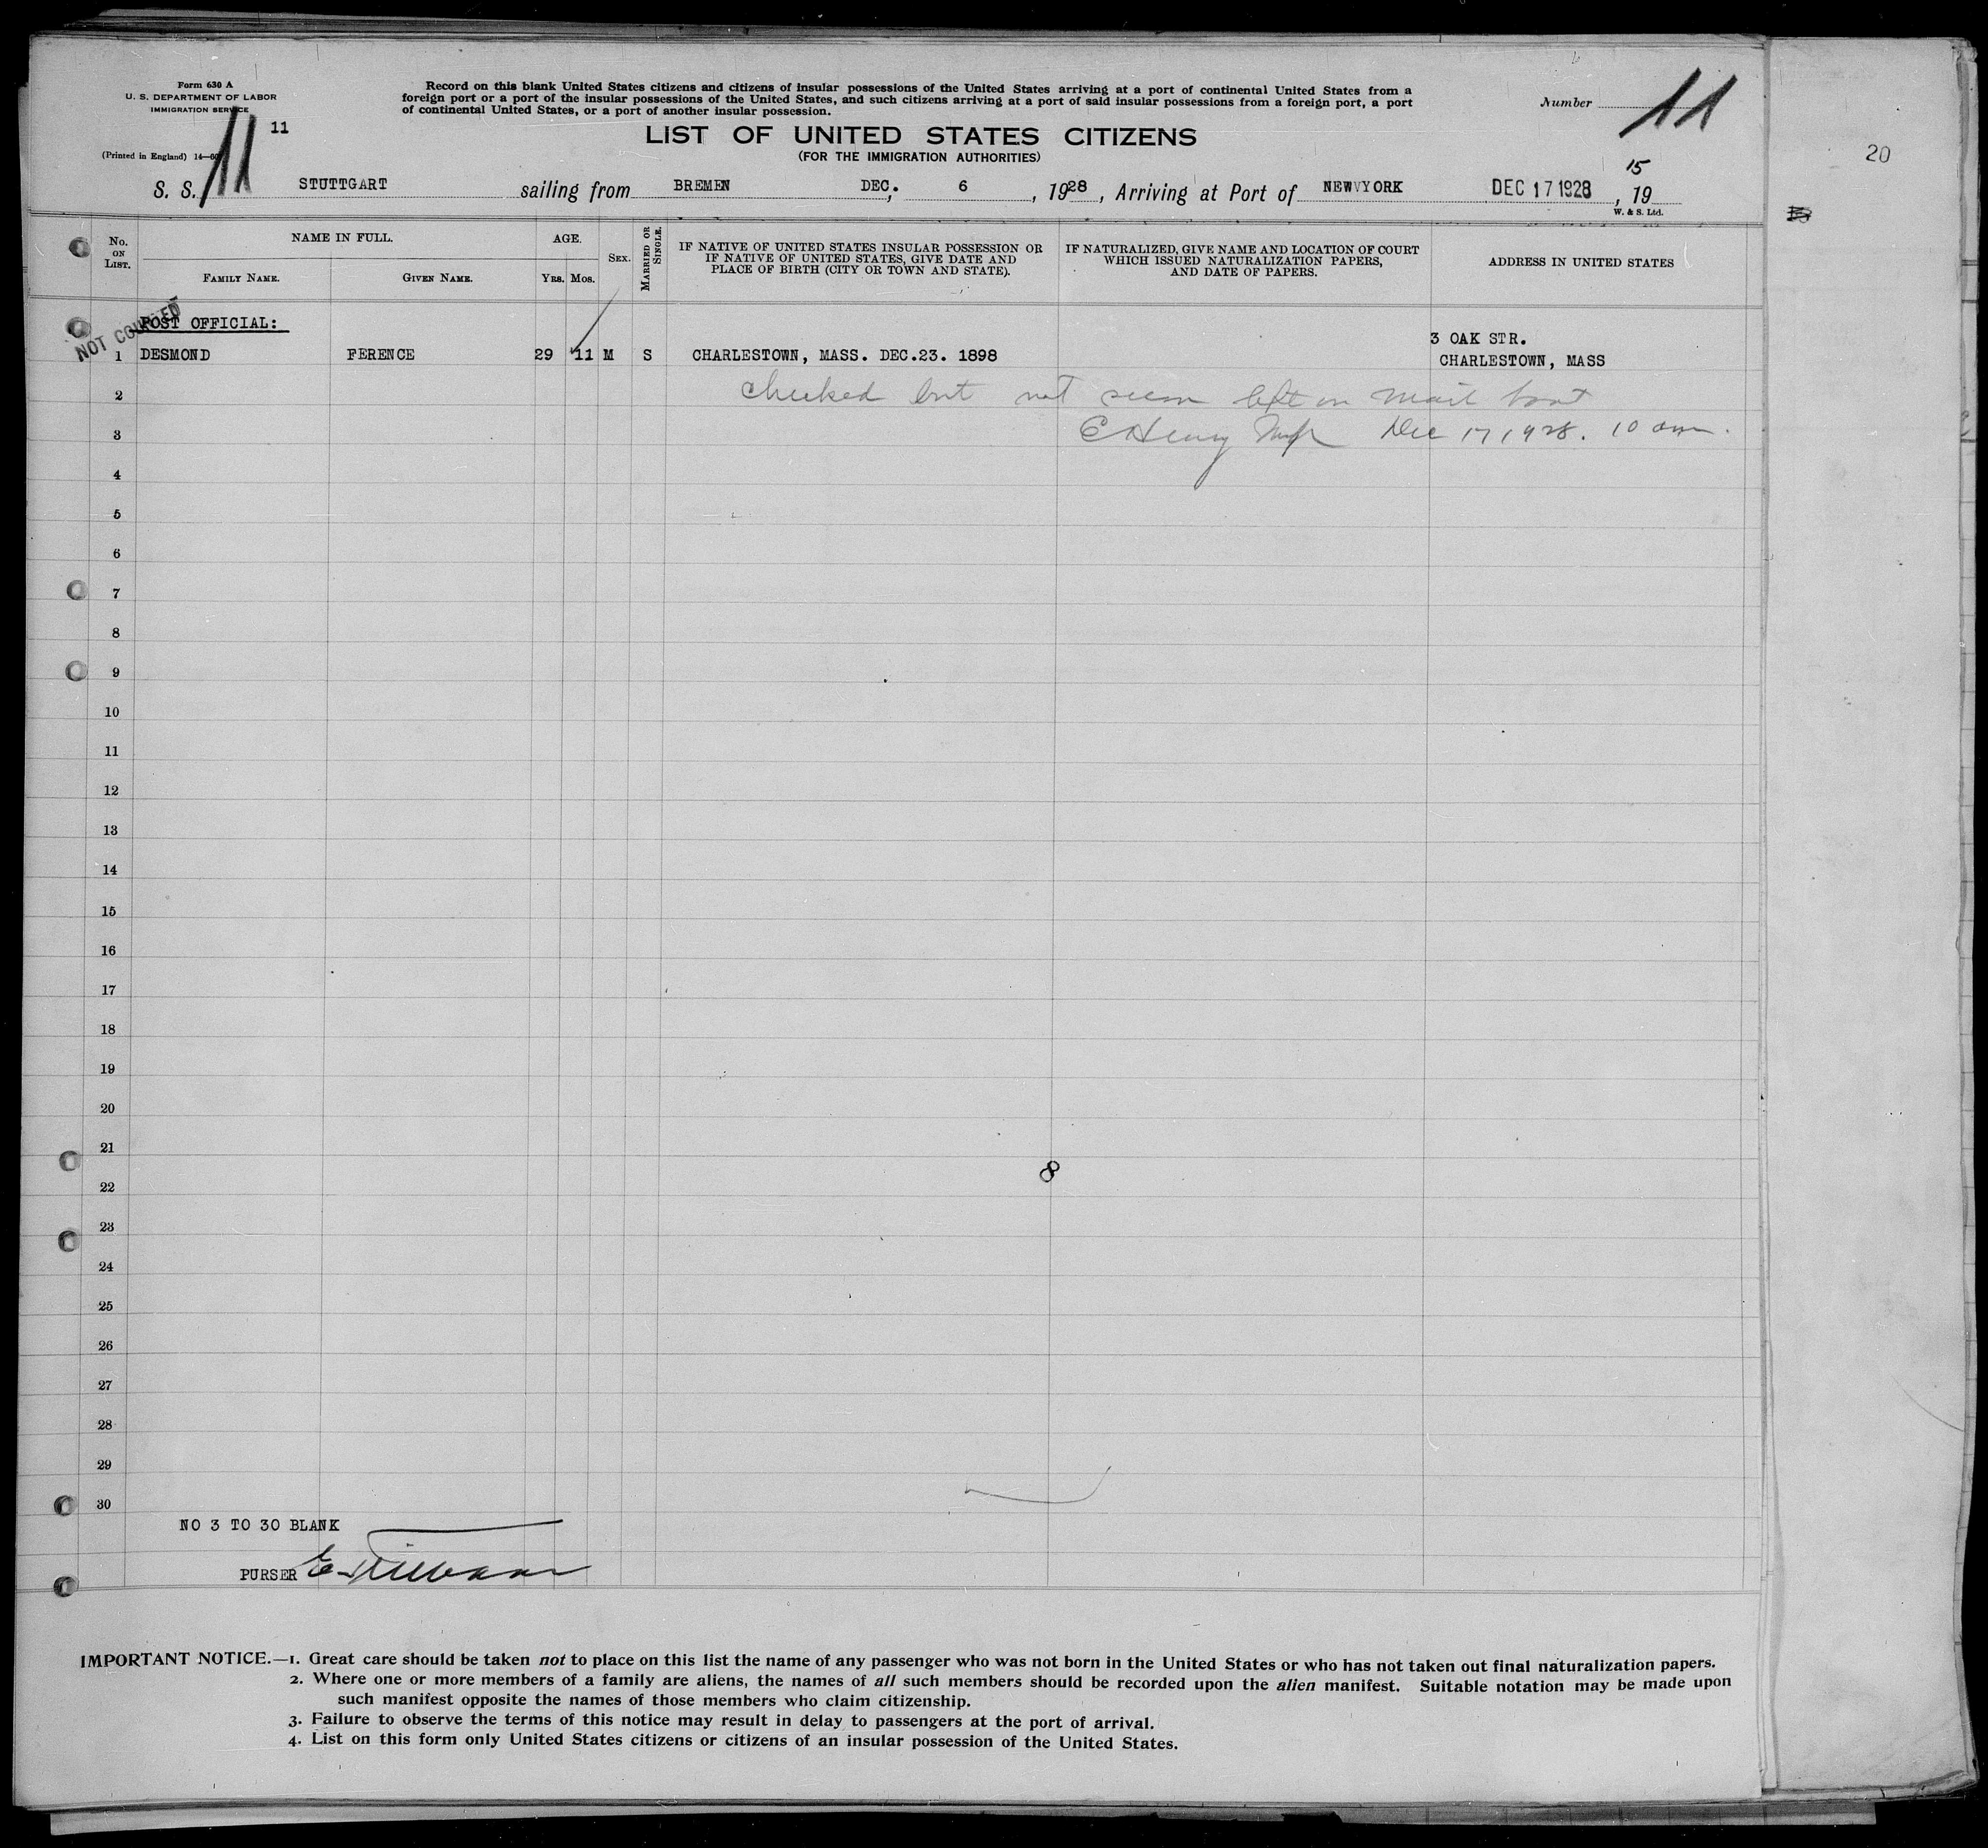 Form 630 A
U. S. DEPARTMENT OF LABOR
IMMIGRATION SERVICE
11
(Printed in England) 14—
11
Record on this blank United States citizens and citizens of insular possessions of the United States arriving at a port of continental United States from a
foreign port or a port of the insular possessions of the United States, and such citizens arriving at a port of said insular possessions from a foreign port, a port
of continental United States, or a port of another insular possession.
Number 11
LIST OF UNITED STATES CITIZENS
(FOR THE IMMIGRATION AUTHORITIES)
20
15
S. S. STUTTGART sailing from BREMEN DEC. 6, 1928, Arriving at Port of NEWYORK DEC 17 1928, 19
W. & S. Ltd.
No. ON LIST.
NAME IN FULL.
FAMILY NAME.
GIVEN NAME.
AGE.
YRS. MOS.
SEX.
MARRIED OR SINGLE.
IF NATIVE OF UNITED STATES INSULAR POSSESSION OR
IF NATIVE OF UNITED STATES, GIVE DATE AND
PLACE OF BIRTH (CITY OR TOWN AND STATE).
IF NATURALIZED, GIVE NAME AND LOCATION OF COURT
WHICH ISSUED NATURALIZATION PAPERS,
AND DATE OF PAPERS.
ADDRESS IN UNITED STATES
NOT COUNTED
POST OFFICIAL:
3 OAK STR.
1 DESMOND FERENCE 29 11 M S CHARLESTOWN, MASS. DEC.23. 1898 CHARLESTOWN, MASS
2 checked but not seen left on mail boat
3 E Henry Dec 17 1928. 10 am.
4
5
6
7
8
9
10
11
12
13
14
15
16
17
18
19
20
21
8
22
23
24
25
26
27
28
29
30
NO 3 TO 30 BLANK
PURSER
IMPORTANT NOTICE.—1. Great care should be taken not to place on this list the name of any passenger who was not born in the United States or who has not taken out final naturalization papers.
2. Where one or more members of a family are aliens, the names of all such members should be recorded upon the alien manifest. Suitable notation may be made upon
such manifest opposite the names of those members who claim citizenship.
3. Failure to observe the terms of this notice may result in delay to passengers at the port of arrival.
4. List on this form only United States citizens or citizens of an insular possession of the United States.